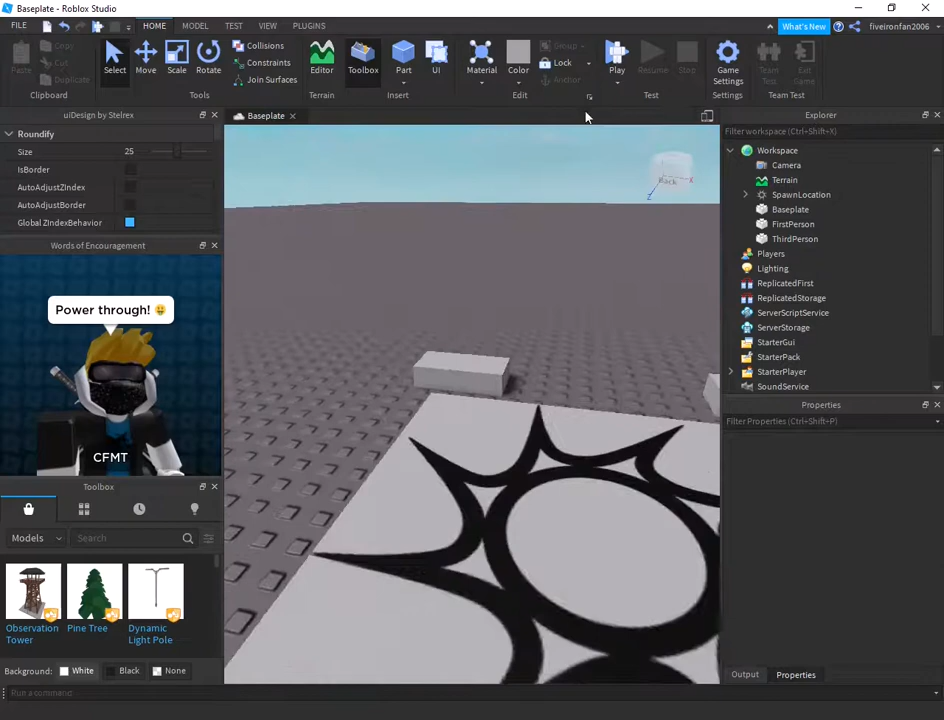 Baseplate - Roblox Studio
FILE
HOME
MODEL
TEST
VIEW
PLUGINS
What's New
fiveironfan2006
Paste
Copy
Cut
Duplicate
Clipboard
Select
Move
Scale
Rotate
Collisions
Constraints
Join Surfaces
Tools
Editor
Terrain
Toolbox
Part
UI
Insert
Material
Color
Group
Lock
Anchor
Edit
Play
Resume
Stop
Test
Game
Settings
Settings
Team
Test
Exit
Game
Team Test
uiDesign by Stelrex
Roundify
Size 25
IsBorder
AutoAdjustZIndex
AutoAdjustBorder
Global ZIndexBehavior
Words of Encouragement
Power through! 🤑
CFMT
Toolbox
Models
Search
Observation
Tower
Pine Tree
Dynamic
Light Pole
Background: White Black None
Run a command
Baseplate
Back
X
Z
Explorer
Filter workspace (Ctrl+Shift+X)
Workspace
Camera
Terrain
SpawnLocation
Baseplate
FirstPerson
ThirdPerson
Players
Lighting
ReplicatedFirst
ReplicatedStorage
ServerScriptService
ServerStorage
StarterGui
StarterPack
StarterPlayer
SoundService
Properties
Filter Properties (Ctrl+Shift+P)
Output
Properties